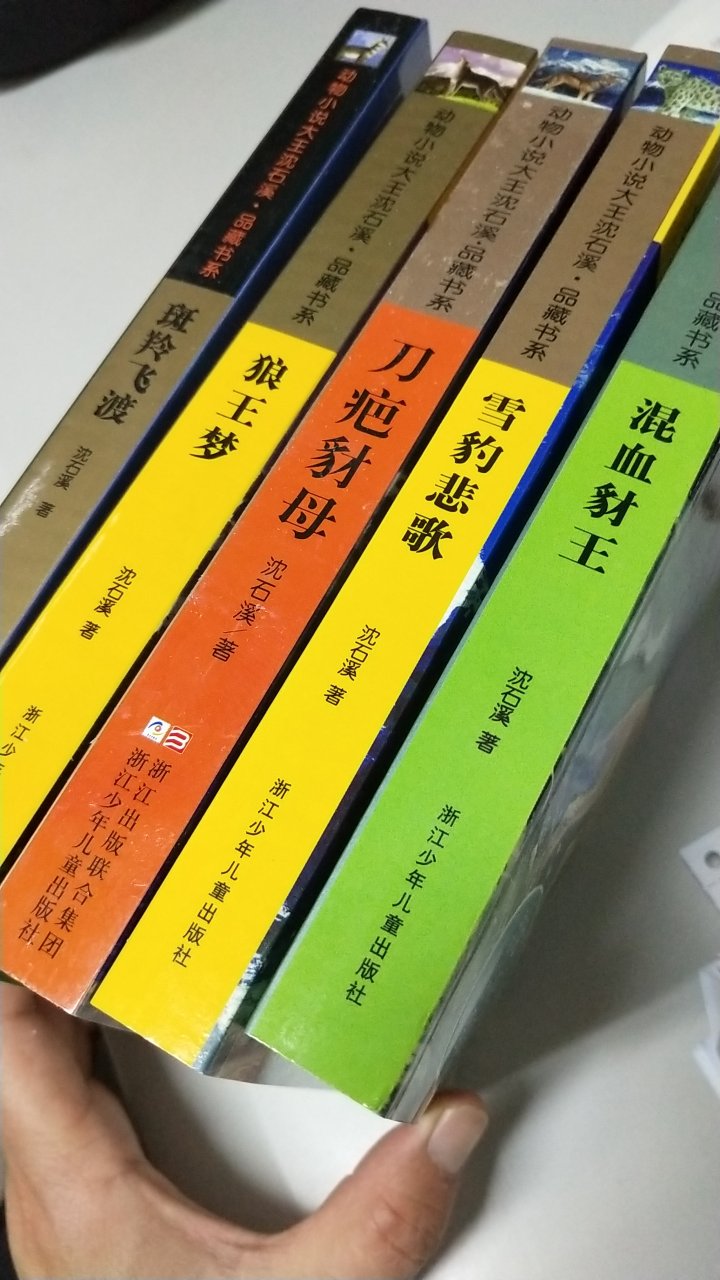 动物小说大王沈石溪·品藏书系
斑羚飞渡
沈石溪 著
动物小说大王沈石溪·品藏书系
狼王梦
沈石溪 著
浙江少年
动物小说大王沈石溪·品藏书系
刀疤豺母
沈石溪/著
浙江出版联合集团
浙江少年儿童出版社
动物小说大王沈石溪·品藏书系
雪豹悲歌
沈石溪 著
浙江少年儿童出版社
品藏书系
混血豺王
沈石溪 著
浙江少年儿童出版社